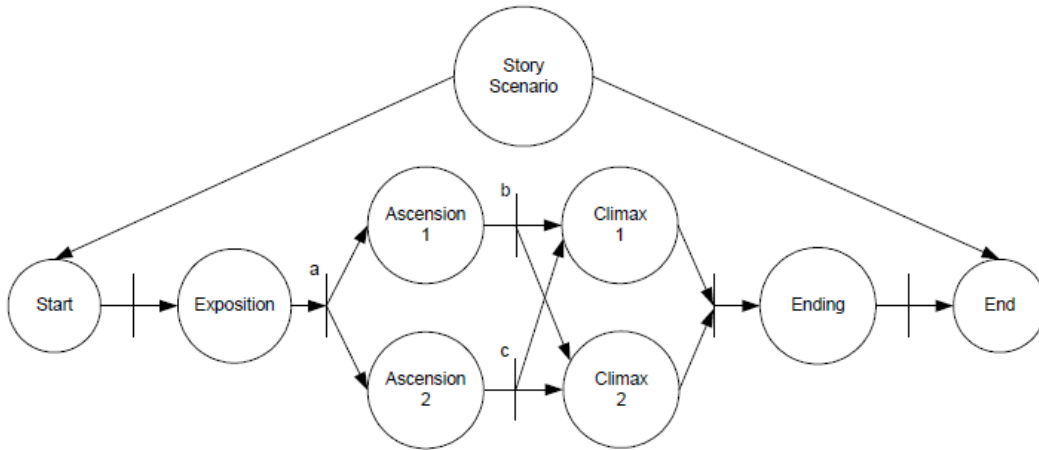 Story
Scenario
b
Ascension
1
Climax
1
a
Start
Exposition
Ending
End
c
Ascension
2
Climax
2